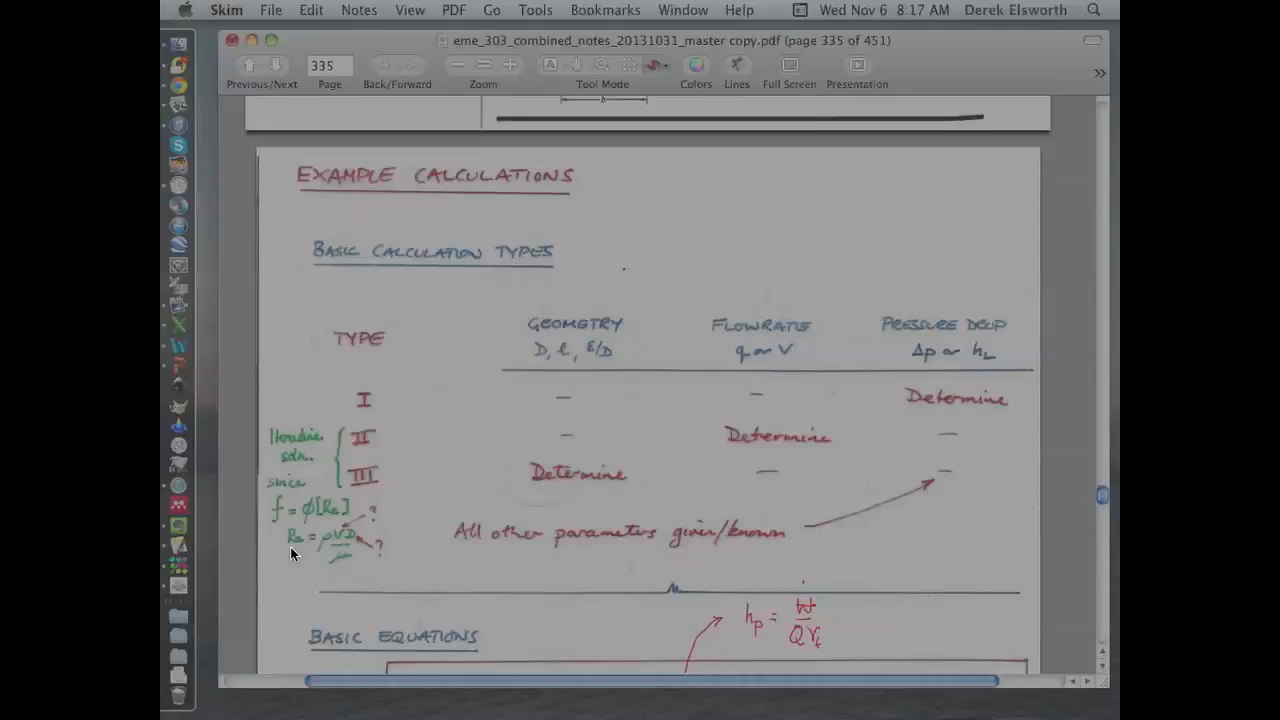 Skim File Edit Notes View PDF Go Tools Bookmarks Window Help Wed Nov 6 8:17 AM Derek Elsworth
eme_303_combined_notes_20131031_master copy.pdf (page 335 of 451)
335
Previous/Next Page Back/Forward Zoom Tool Mode Colors Lines Full Screen Presentation
b
EXAMPLE CALCULATIONS
BASIC CALCULATION TYPES
TYPE
GEOMETRY FLOWRATE PRESSURE DROP
D, l, ε/D q or V Δp or hL
I — — Determine
II — Determine —
III Determine — —
Iterative
soln.
since
f = φ[Re]
?
Re = ρVD/μ
?
All other parameters given/known
hp = Ẇ/Qγf
BASIC EQUATIONS